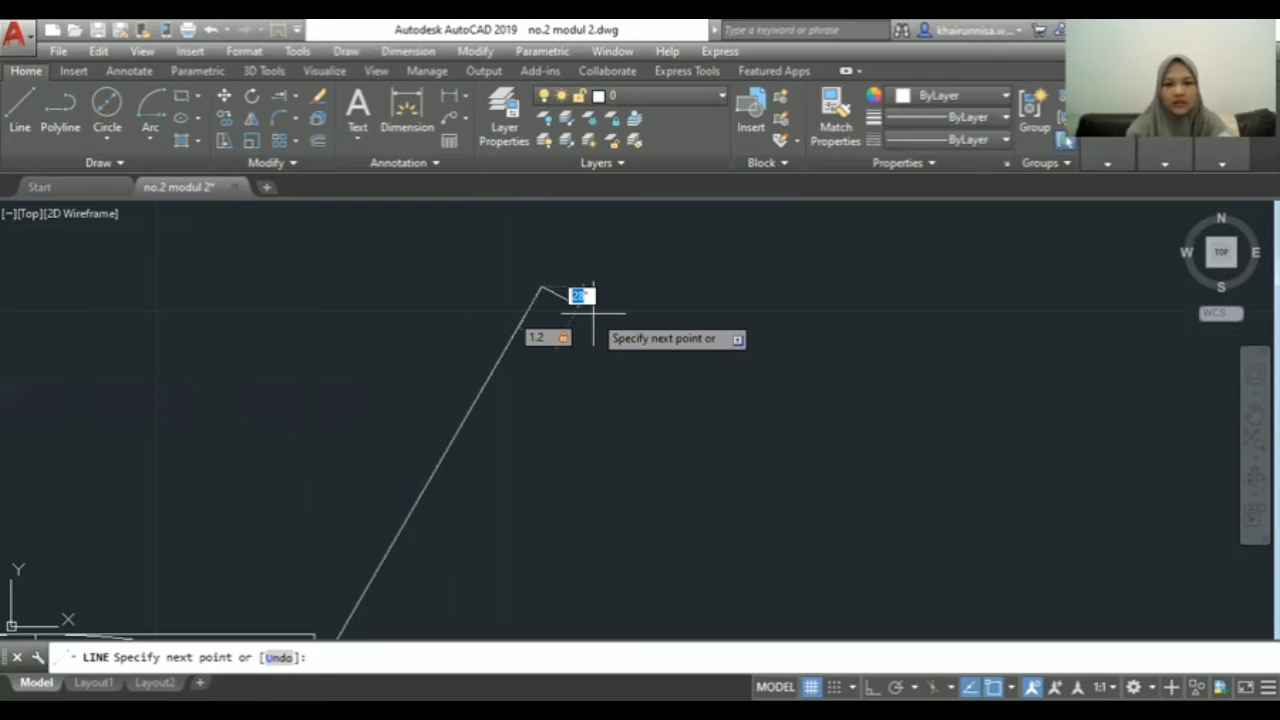 Autodesk AutoCAD 2019 no.2 modul 2.dwg
Type a keyword or phrase
khairunnisa.w...
File Edit View Insert Format Tools Draw Dimension Modify Parametric Window Help Express
Home Insert Annotate Parametric 3D Tools Visualize View Manage Output Add-ins Collaborate Express Tools Featured Apps
0
ByLayer
Line Polyline Circle Arc
Text Dimension
Layer Properties
Insert
Match Properties
ByLayer
ByLayer
Group
Draw Modify Annotation Layers Block Properties Groups
Start no.2 modul 2*
[−][Top][2D Wireframe]
N
W TOP E
S
WCS
28°
1.2
Specify next point or
Y
X
LINE Specify next point or [Undo]:
Model Layout1 Layout2
MODEL 1:1